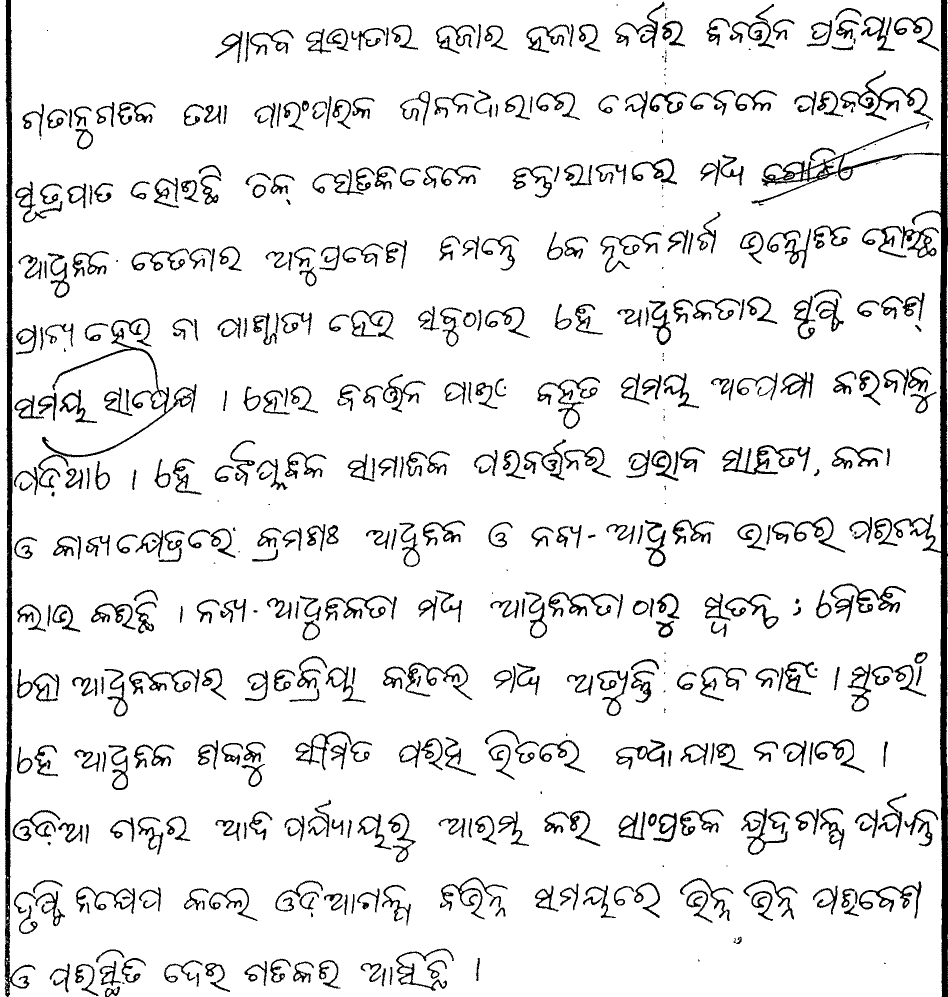 ମାନବ ସଭ୍ୟତାର ହଜାର ହଜାର ବର୍ଷର ବିବର୍ତ୍ତନ ପ୍ରକ୍ରିୟାରେ
ଗତାନୁଗତିକ ତଥା ପାରଂପରିକ ଜୀବନଧାରାରେ ଯେତେବେଳେ ପରିବର୍ତ୍ତନର
ସୂତ୍ରପାତ ହୋଇଛି ଠିକ୍ ସେତିକିବେଳେ ଚିନ୍ତାରାଜ୍ୟରେ ମଧ୍ୟ
ଆଧୁନିକ ଚେତନାର ଅନୁପ୍ରବେଶ ନିମନ୍ତେ ଏକ ନୂତନମାର୍ଗ ଉନ୍ମୋଚିତ ହୋଇଛି
ପ୍ରାଚ୍ୟ ହେଉ ବା ପାଶ୍ଚାତ୍ୟ ହେଉ ସବୁଠାରେ ଏହି ଆଧୁନିକତାର ସୃଷ୍ଟି ବେଶ୍
ସମୟ ସାପେକ୍ଷ । ଏହାର ବିବର୍ତ୍ତନ ପାଇଁ ବହୁତ ସମୟ ଅପେକ୍ଷା କରିବାକୁ
ପଡ଼ିଥାଏ । ଏହି ବୈପ୍ଳବିକ ସାମାଜିକ ପରିବର୍ତ୍ତନର ପ୍ରଭାବ ସାହିତ୍ୟ, କଳା
ଓ କାବ୍ୟକ୍ଷେତ୍ରରେ କ୍ରମଶଃ ଆଧୁନିକ ଓ ନବ୍ୟ-ଆଧୁନିକ ଭାବରେ ପରିଚୟ
ଲାଭ କରିଛି । ନବ୍ୟ-ଆଧୁନିକତା ମଧ୍ୟ ଆଧୁନିକତା ଠାରୁ ସ୍ୱତନ୍ତ୍ର ; ଏମିତିକି
ଏହା ଆଧୁନିକତାର ପ୍ରତିକ୍ରିୟା କହିଲେ ମଧ୍ୟ ଅତ୍ୟୁକ୍ତି ହେବ ନାହିଁ । ସୁତରାଂ
ଏହି ଆଧୁନିକ ଶବ୍ଦକୁ ସୀମିତ ପରିଧି ଭିତରେ ବଂଧାଯାଇ ନପାରେ ।
ଓଡ଼ିଆ ଗଳ୍ପର ଆଦି ପର୍ଯ୍ୟାୟରୁ ଆରମ୍ଭ କରି ସାଂପ୍ରତିକ କ୍ଷୁଦ୍ରଗଳ୍ପ ପର୍ଯ୍ୟନ୍ତ
ଦୃଷ୍ଟି ନିକ୍ଷେପ କଲେ ଓଡ଼ିଆଗଳ୍ପ ବିଭିନ୍ନ ସମୟରେ ଭିନ୍ନ ଭିନ୍ନ ପରିବେଶ
ଓ ପରିସ୍ଥିତି ଦେଇ ଗତିକରି ଆସିଛି ।